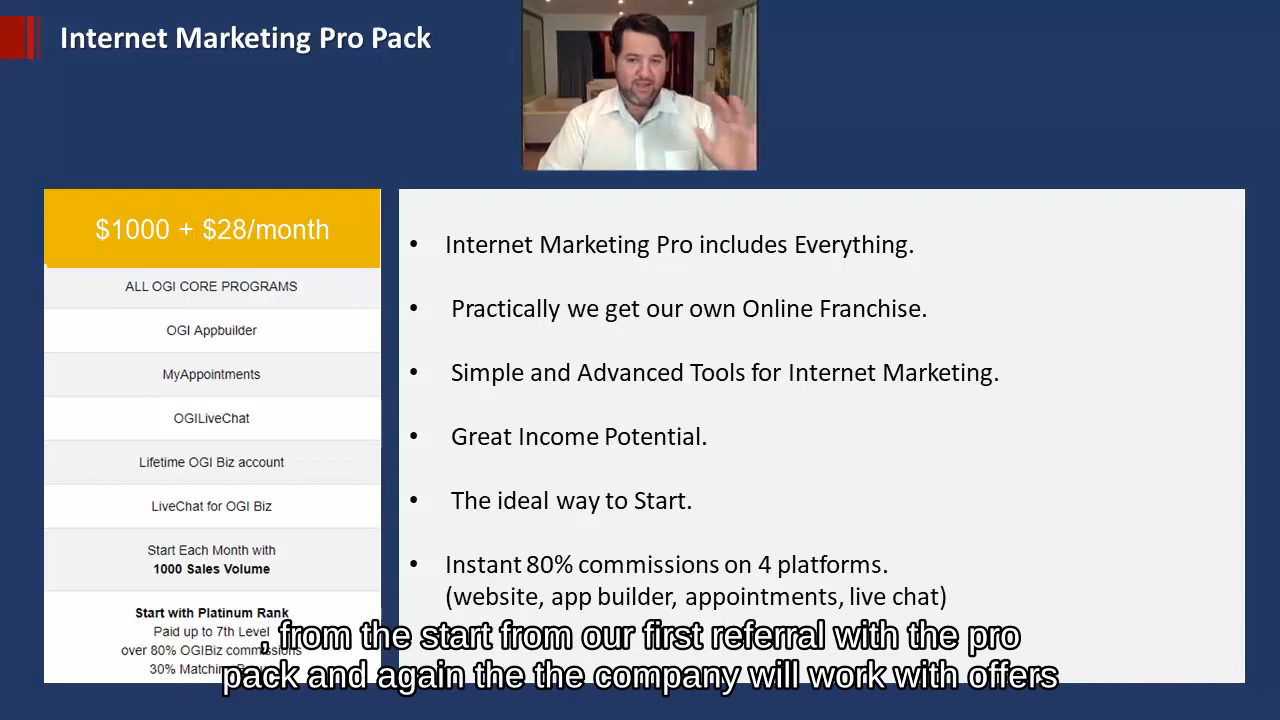 Internet Marketing Pro Pack
$1000 + $28/month
ALL OGI CORE PROGRAMS
OGI Appbuilder
MyAppointments
OGILiveChat
Lifetime OGI Biz account
LiveChat for OGI Biz
Start Each Month with
1000 Sales Volume
Start with Platinum Rank
Paid up to 7th Level
over 80% OGIBiz commissions
30% Matching
• Internet Marketing Pro includes Everything.
• Practically we get our own Online Franchise.
• Simple and Advanced Tools for Internet Marketing.
• Great Income Potential.
• The ideal way to Start.
• Instant 80% commissions on 4 platforms.
(website, app builder, appointments, live chat)
, from the start from our first referral with the pro
pack and again the the company will work with offers